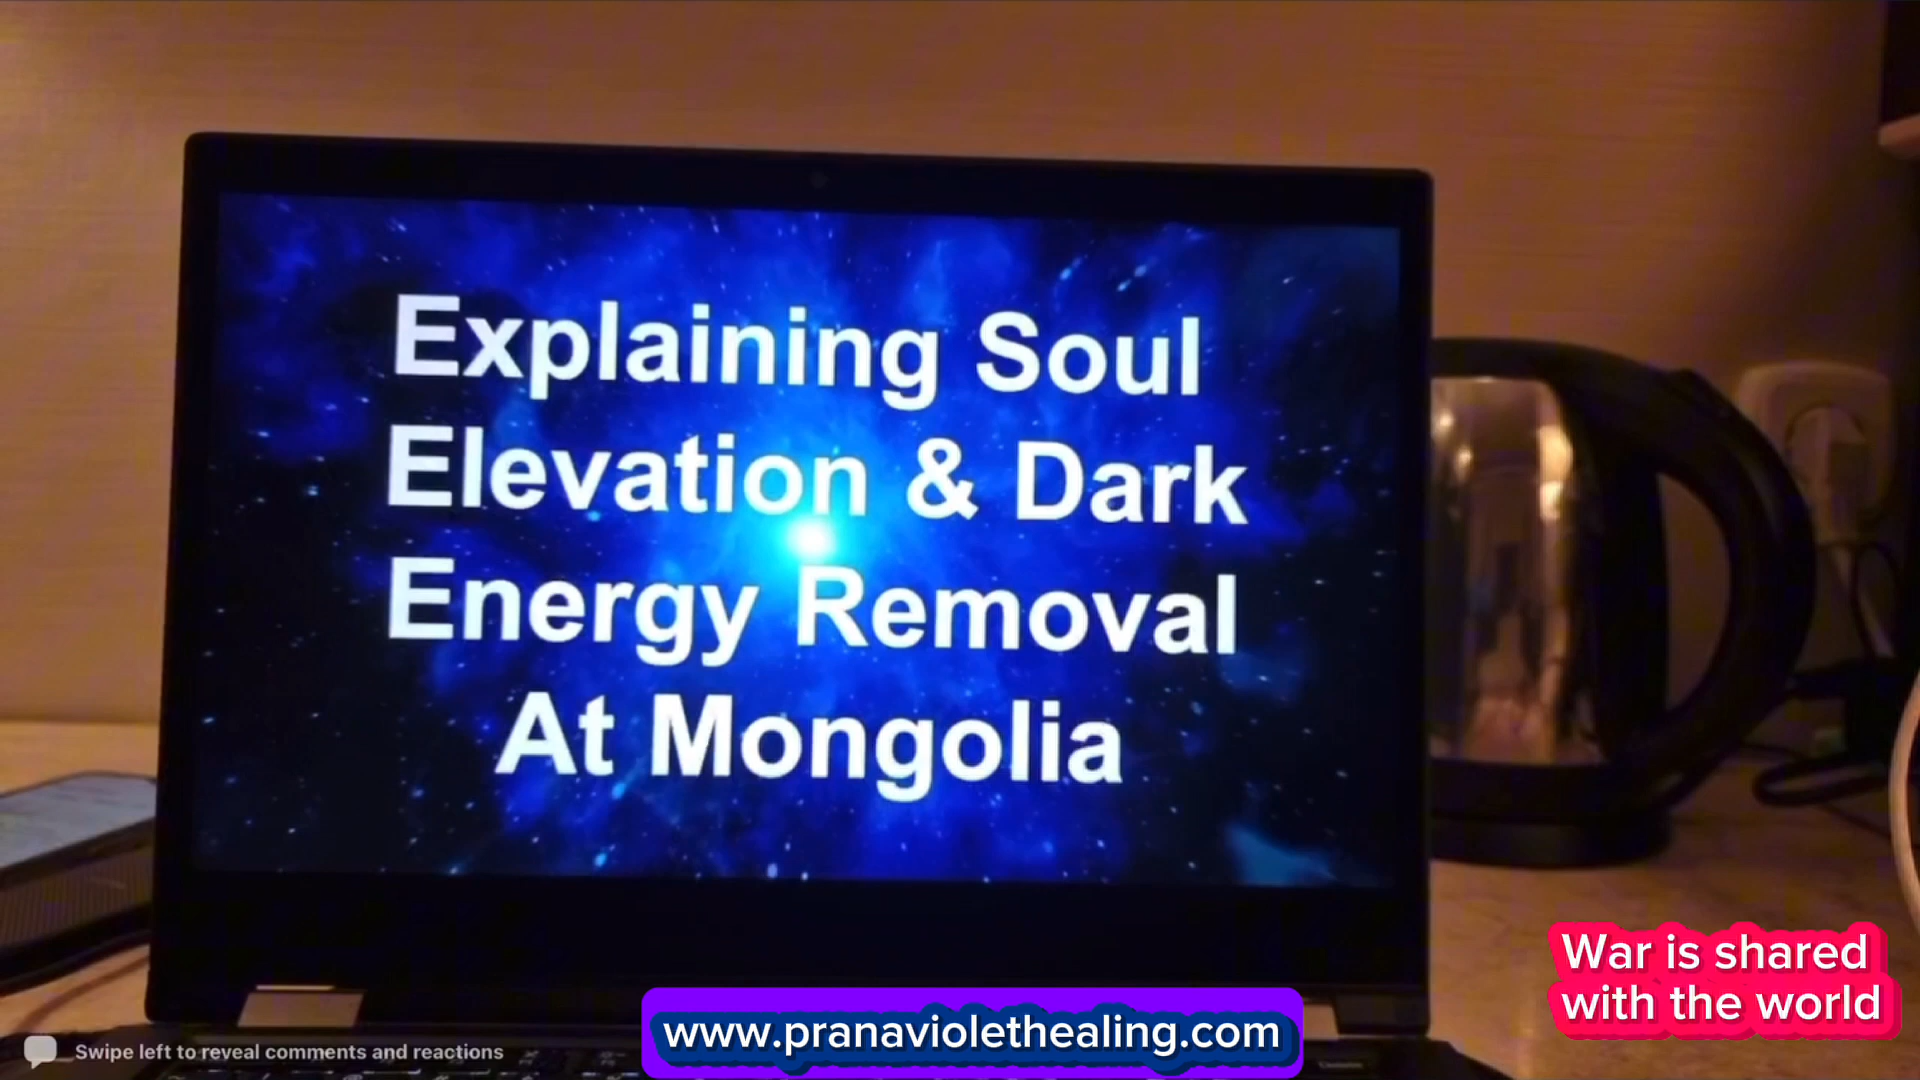 Explaining Soul
Elevation & Dark
Energy Removal
At Mongolia
War is shared
with the world
www.pranaviolethealing.com
Swipe left to reveal comments and reactions